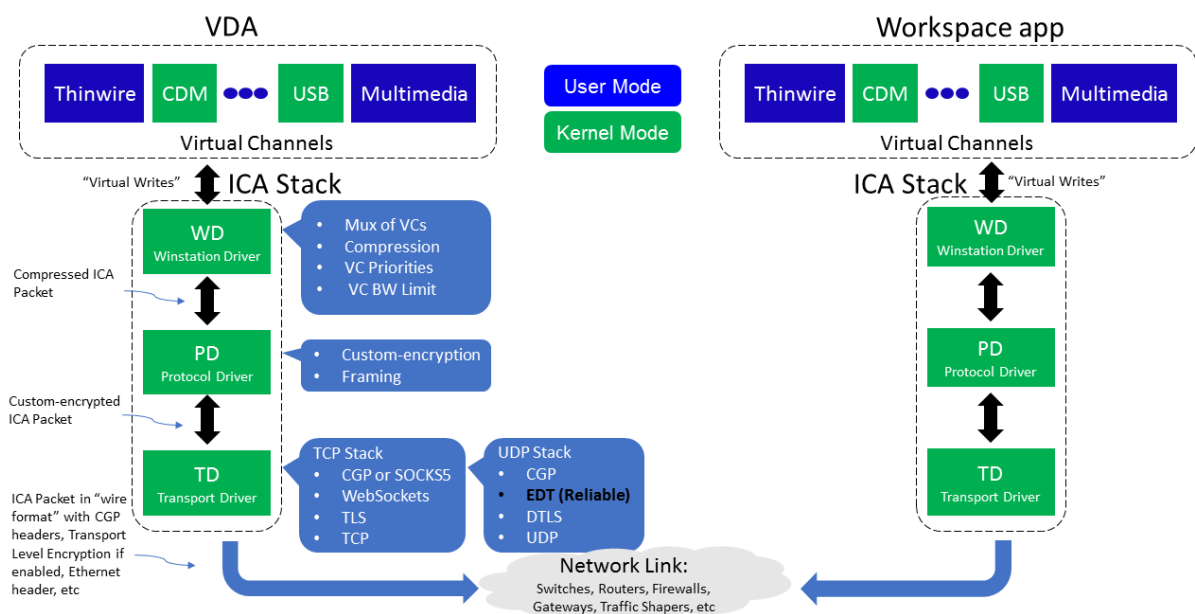 VDA
Thinwire
CDM
USB
Multimedia
Virtual Channels
User Mode
Kernel Mode
Workspace app
Thinwire
CDM
USB
Multimedia
Virtual Channels
“Virtual Writes”
ICA Stack
ICA Stack
“Virtual Writes”
WD
Winstation Driver
• Mux of VCs
• Compression
• VC Priorities
• VC BW Limit
Compressed ICA
Packet
PD
Protocol Driver
• Custom-encryption
• Framing
Custom-encrypted
ICA Packet
TD
Transport Driver
TCP Stack
• CGP or SOCKS5
• WebSockets
• TLS
• TCP
UDP Stack
• CGP
• EDT (Reliable)
• DTLS
• UDP
ICA Packet in “wire
format” with CGP
headers, Transport
Level Encryption if
enabled, Ethernet
header, etc
WD
Winstation Driver
PD
Protocol Driver
TD
Transport Driver
Network Link:
Switches, Routers, Firewalls,
Gateways, Traffic Shapers, etc